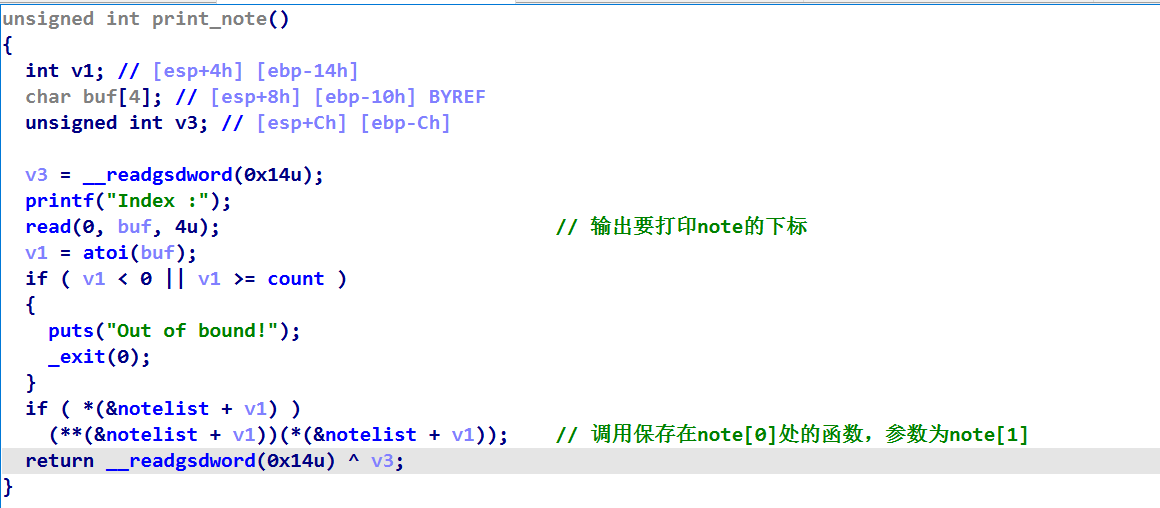 unsigned int print_note()
{
  int v1; // [esp+4h] [ebp-14h]
  char buf[4]; // [esp+8h] [ebp-10h] BYREF
  unsigned int v3; // [esp+Ch] [ebp-Ch]

  v3 = __readgsdword(0x14u);
  printf("Index :");
  read(0, buf, 4u); // 输出要打印note的下标
  v1 = atoi(buf);
  if ( v1 < 0 || v1 >= count )
  {
    puts("Out of bound!");
    _exit(0);
  }
  if ( *(&notelist + v1) )
    (**(&notelist + v1))(*(&notelist + v1)); // 调用保存在note[0]处的函数，参数为note[1]
  return __readgsdword(0x14u) ^ v3;
}